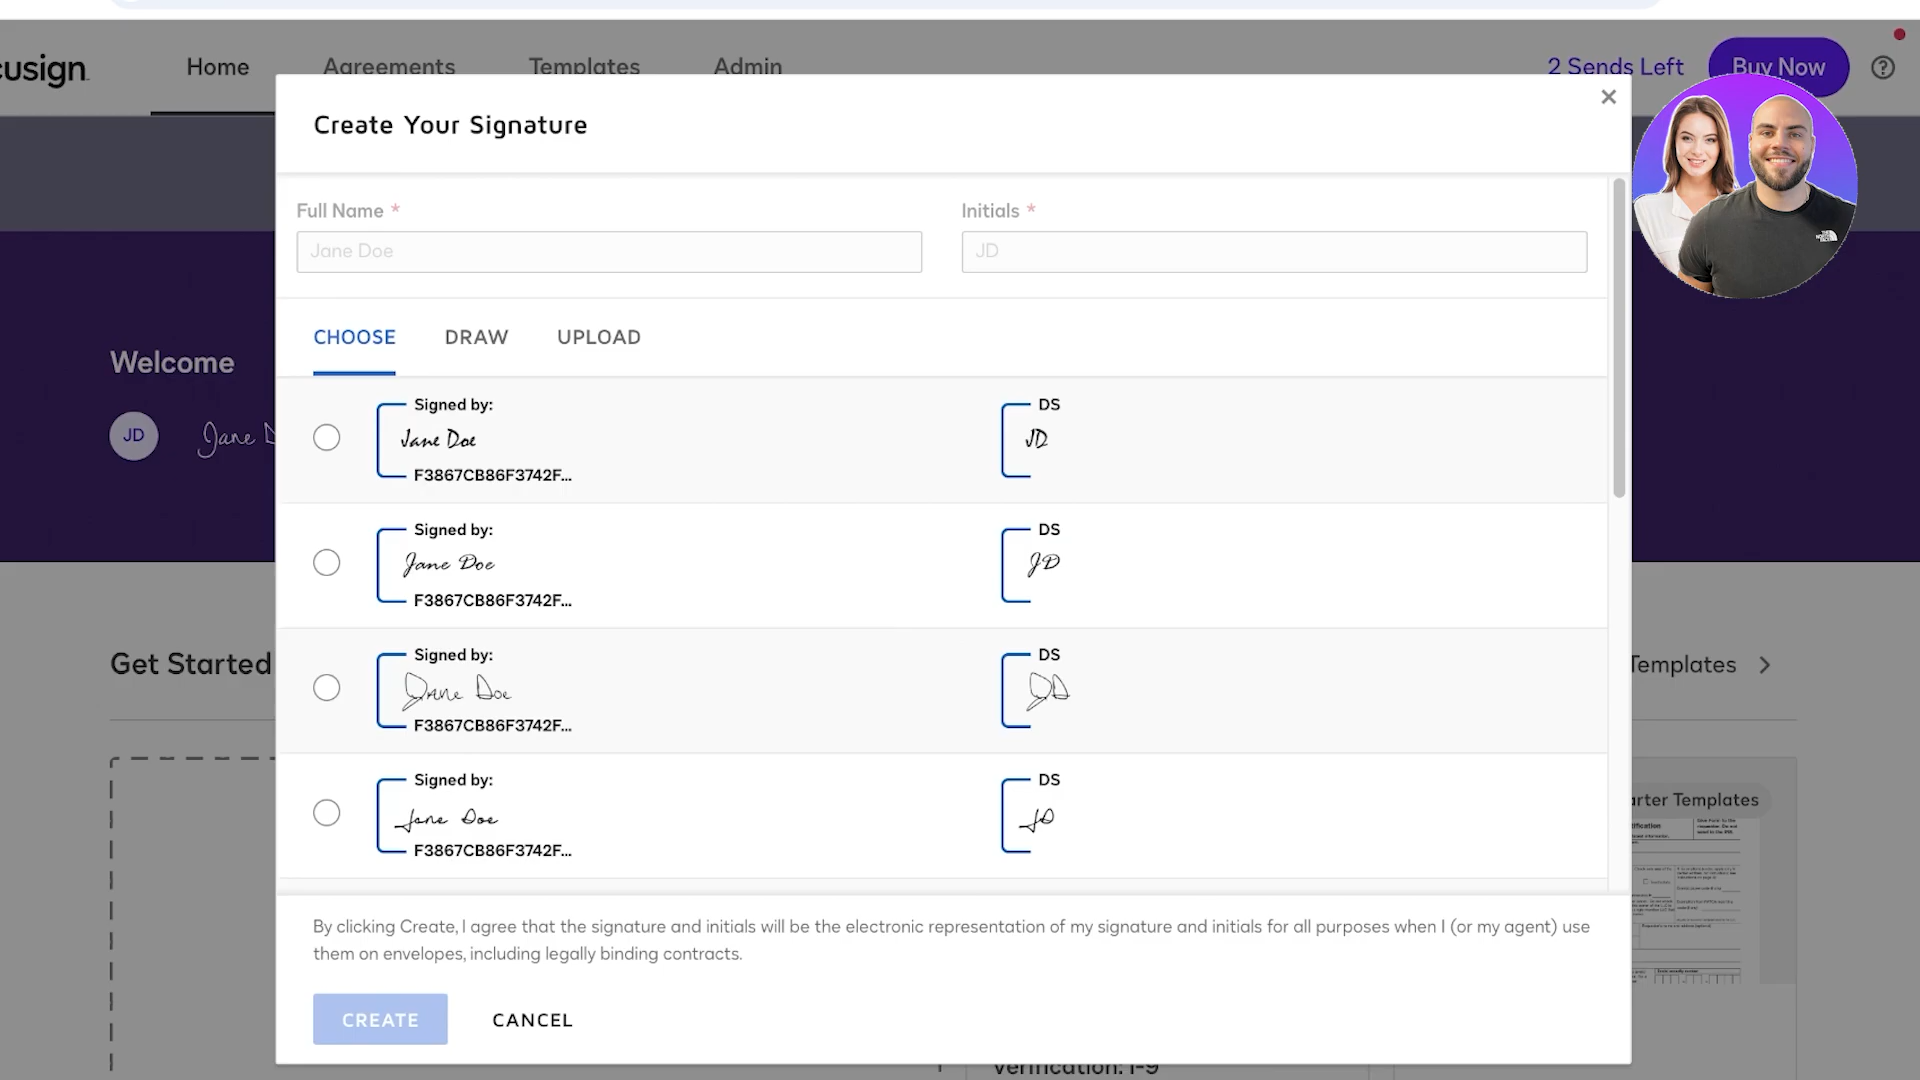 cusign
Home
Agreements
Templates
Admin
2 Sends Left
Buy Now
Create Your Signature
Full Name *
Initials *
Jane Doe
JD
CHOOSE
DRAW
UPLOAD
Welcome
JD
Jane D
Signed by:
Jane Doe
F3867CB86F3742F...
DS
JD
Signed by:
Jane Doe
F3867CB86F3742F...
DS
JD
Signed by:
Jane Doe
F3867CB86F3742F...
DS
JD
Signed by:
Jane Doe
F3867CB86F3742F...
DS
JD
Get Started
Templates
arter Templates
By clicking Create, I agree that the signature and initials will be the electronic representation of my signature and initials for all purposes when I (or my agent) use
them on envelopes, including legally binding contracts.
CREATE
CANCEL
Verification: I-9